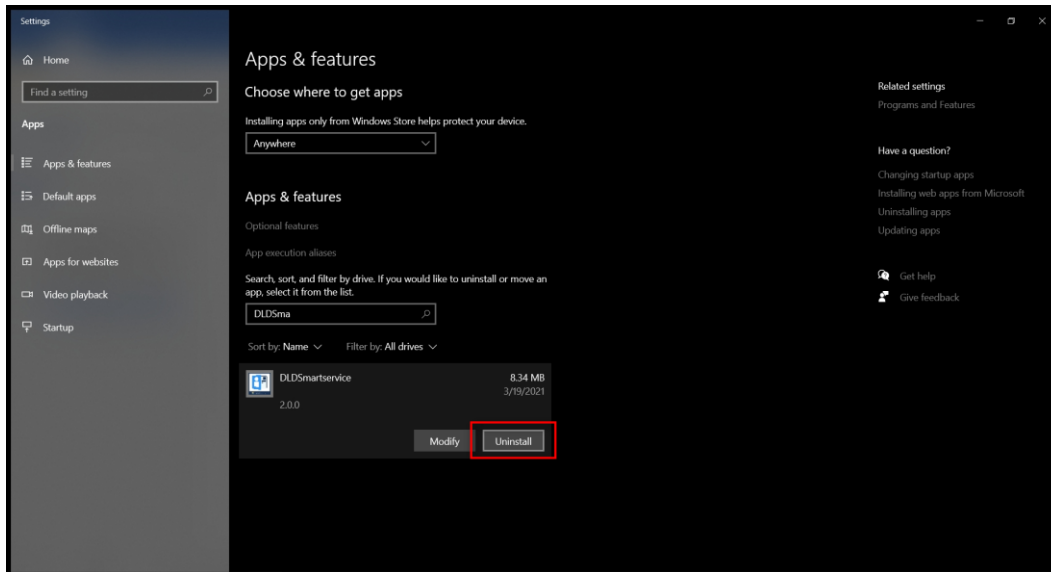 Settings
Home
Find a setting
Apps
Apps & features
Default apps
Offline maps
Apps for websites
Video playback
Startup
Apps & features
Choose where to get apps
Installing apps only from Windows Store helps protect your device.
Anywhere
Apps & features
Optional features
App execution aliases
Search, sort, and filter by drive. If you would like to uninstall or move an
app, select it from the list.
DLDSma
Sort by: Name Filter by: All drives
DLDSmartservice 8.34 MB
3/19/2021
2.0.0
Modify Uninstall
Related settings
Programs and Features
Have a question?
Changing startup apps
Installing web apps from Microsoft
Uninstalling apps
Updating apps
Get help
Give feedback